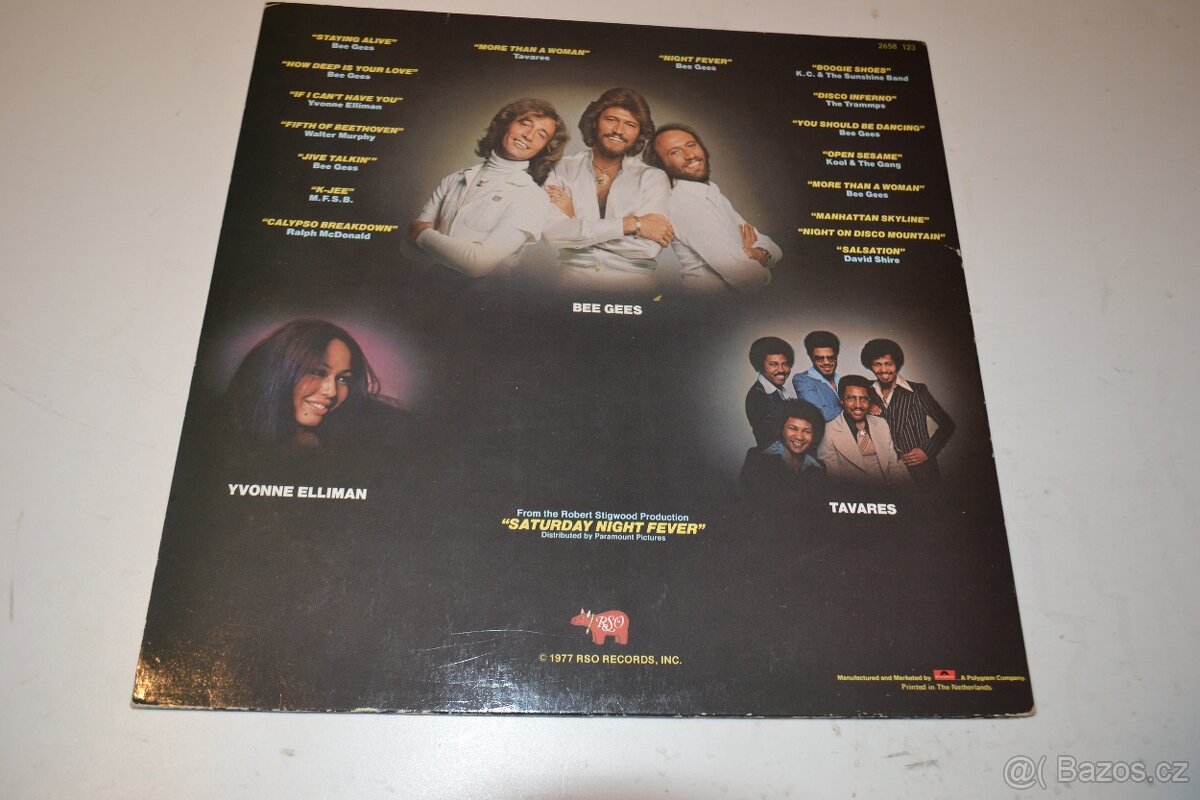 2658 123
"STAYING ALIVE"
Bee Gees
"HOW DEEP IS YOUR LOVE"
Bee Gees
"IF I CAN'T HAVE YOU"
Yvonne Elliman
"FIFTH OF BEETHOVEN"
Walter Murphy
"JIVE TALKIN'"
Bee Gees
"K-JEE"
M.F.S.B.
"CALYPSO BREAKDOWN"
Ralph McDonald
"MORE THAN A WOMAN"
Tavares
"NIGHT FEVER"
Bee Gees
"BOOGIE SHOES"
K.C. & The Sunshine Band
"DISCO INFERNO"
The Trammps
"YOU SHOULD BE DANCING"
Bee Gees
"OPEN SESAME"
Kool & The Gang
"MORE THAN A WOMAN"
Bee Gees
"MANHATTAN SKYLINE"
"NIGHT ON DISCO MOUNTAIN"
"SALSATION"
David Shire
BEE GEES
YVONNE ELLIMAN
TAVARES
From the Robert Stigwood Production
"SATURDAY NIGHT FEVER"
Distributed by Paramount Pictures
RSO
© 1977 RSO RECORDS, INC.
Manufactured and Marketed by
A Polygram Company.
Printed in The Netherlands
@( Bazos.cz